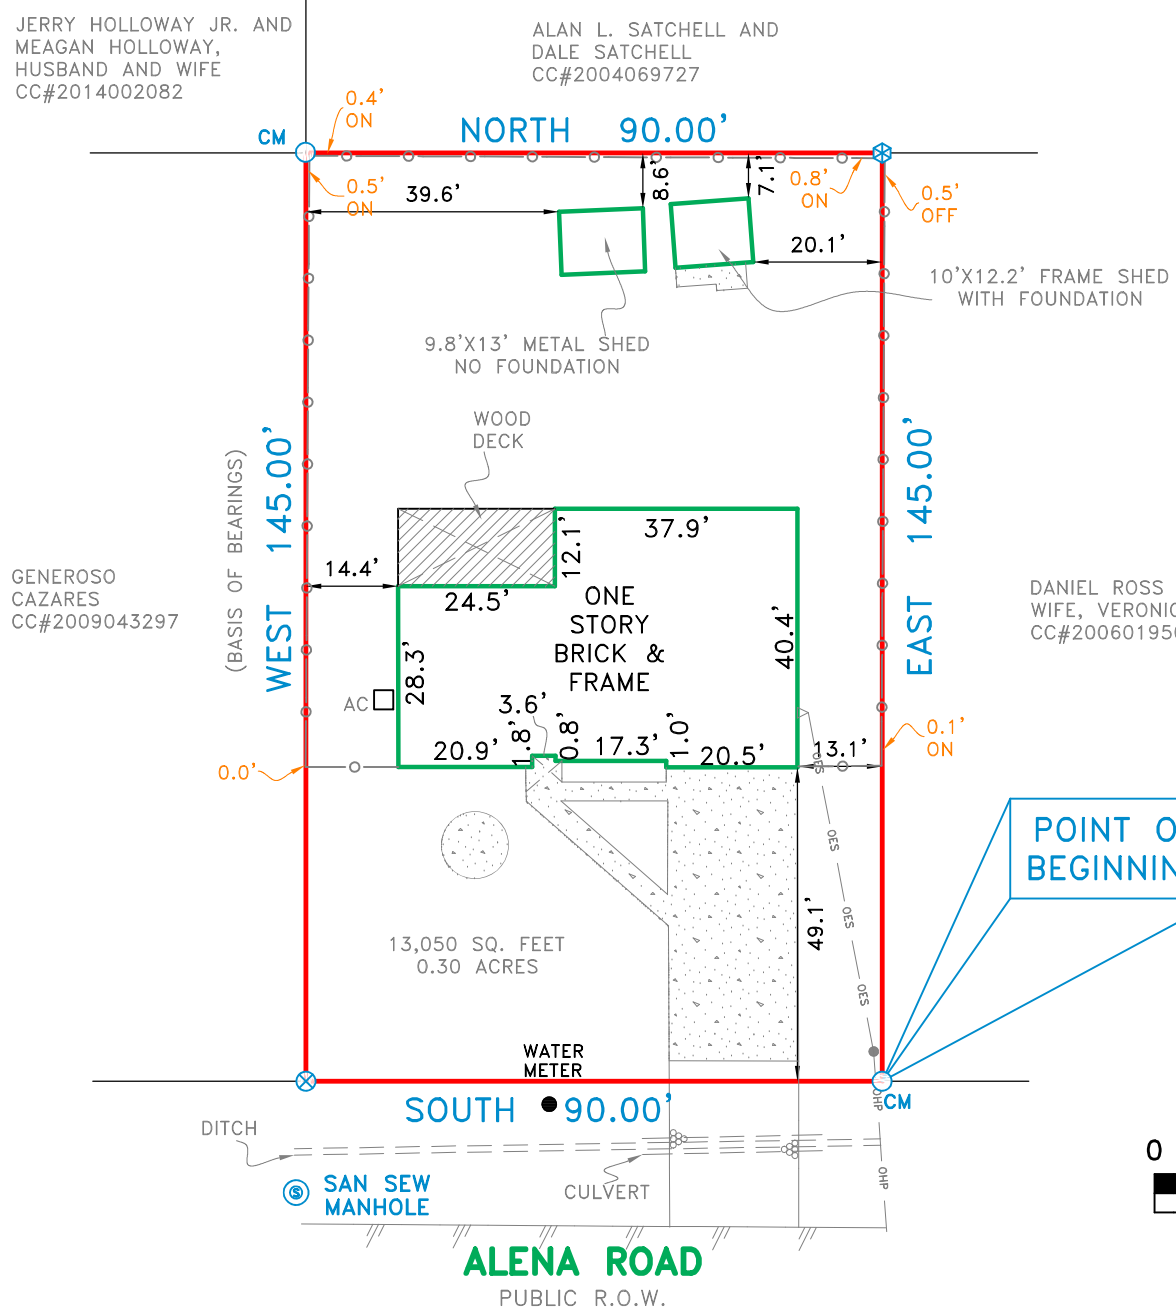 JERRY HOLLOWAY JR. AND
MEAGAN HOLLOWAY,
HUSBAND AND WIFE
CC#2014002082
ALAN L. SATCHELL AND
DALE SATCHELL
CC#2004069727
0.4'
ON
CM
NORTH 90.00'
0.5'
ON
39.6'
8.6'
7.1'
0.8'
ON
0.5'
OFF
20.1'
10'X12.2' FRAME SHED
WITH FOUNDATION
9.8'X13' METAL SHED
NO FOUNDATION
WOOD
DECK
WEST 145.00'
(BASIS OF BEARINGS)
EAST 145.00'
37.9'
12.1'
14.4'
24.5'
ONE
STORY
BRICK &
FRAME
40.4'
28.3'
AC
GENEROSO
CAZARES
CC#2009043297
DANIEL ROSS
WIFE, VERONIC
CC#200601950
3.6'
1.8'
0.8'
20.9'
17.3'
1.0'
20.5'
13.1'
0.1'
ON
0.0'
OES
OES
OES
OES
POINT O
BEGINNIN
49.1'
13,050 SQ. FEET
0.30 ACRES
WATER
METER
SOUTH 90.00'
CM
OHP
OHP
DITCH
CULVERT
S
SAN SEW
MANHOLE
0
ALENA ROAD
PUBLIC R.O.W.